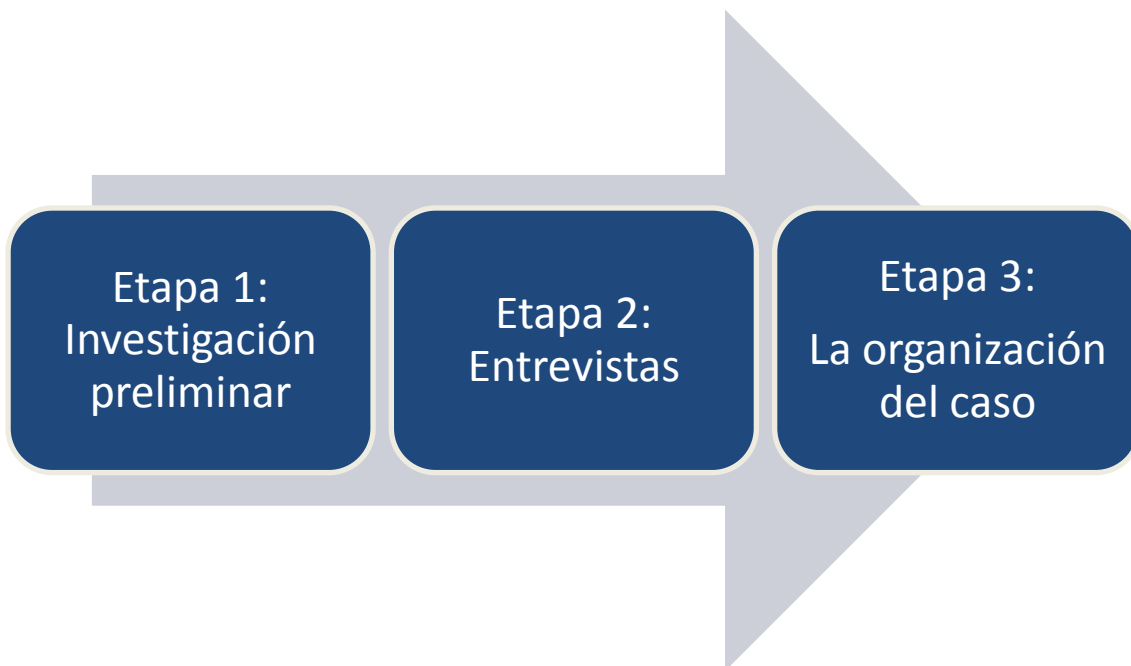 Etapa 1:
Investigación
preliminar
Etapa 2:
Entrevistas
Etapa 3:
La organización
del caso